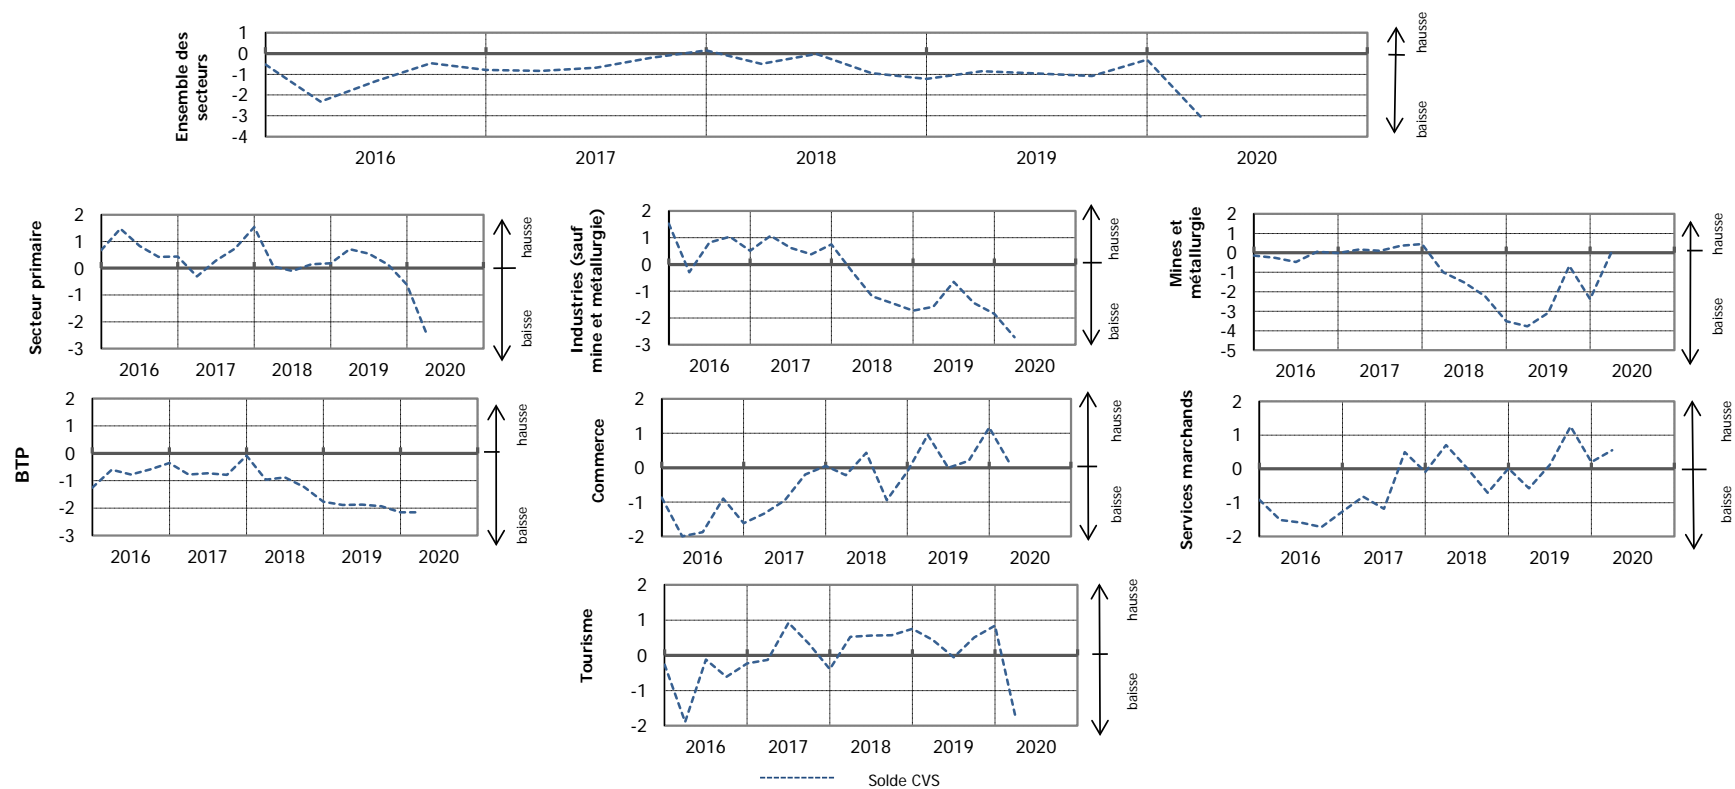 Ensemble des
secteurs
1
0
-1
-2
-3
-4
2016 2017 2018 2019 2020
hausse
baisse
Secteur primaire
2
1
0
-1
-2
-3
2016 2017 2018 2019 2020
hausse
baisse
Industries (sauf
mine et métallurgie)
2
1
0
-1
-2
-3
2016 2017 2018 2019 2020
hausse
baisse
Mines et
métallurgie
2
1
0
-1
-2
-3
-4
-5
2016 2017 2018 2019 2020
hausse
baisse
BTP
2
1
0
-1
-2
-3
2016 2017 2018 2019 2020
hausse
baisse
Commerce
2
1
0
-1
-2
2016 2017 2018 2019 2020
hausse
baisse
Services marchands
2
1
0
-1
-2
2016 2017 2018 2019 2020
hausse
baisse
Tourisme
2
1
0
-1
-2
2016 2017 2018 2019 2020
hausse
baisse
Solde CVS